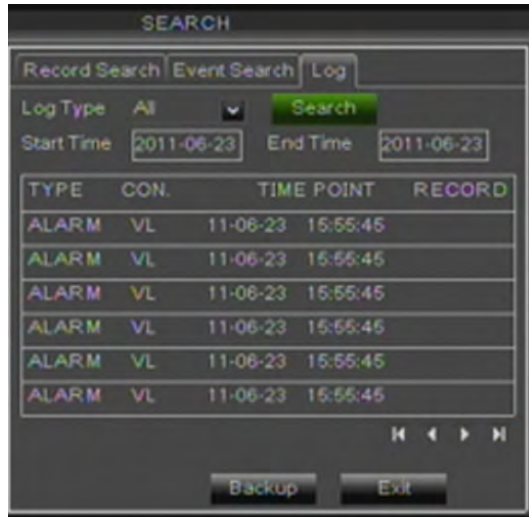 SEARCH
Record Search Event Search Log
Log Type All Search
Start Time 2011-06-23 End Time 2011-06-23
TYPE CON. TIME POINT RECORD
ALARM VL 11-06-23 15:55:45
ALARM VL 11-06-23 15:55:45
ALARM VL 11-06-23 15:55:45
ALARM VL 11-06-23 15:55:45
ALARM VL 11-06-23 15:55:45
ALARM VL 11-06-23 15:55:45
Backup Exit